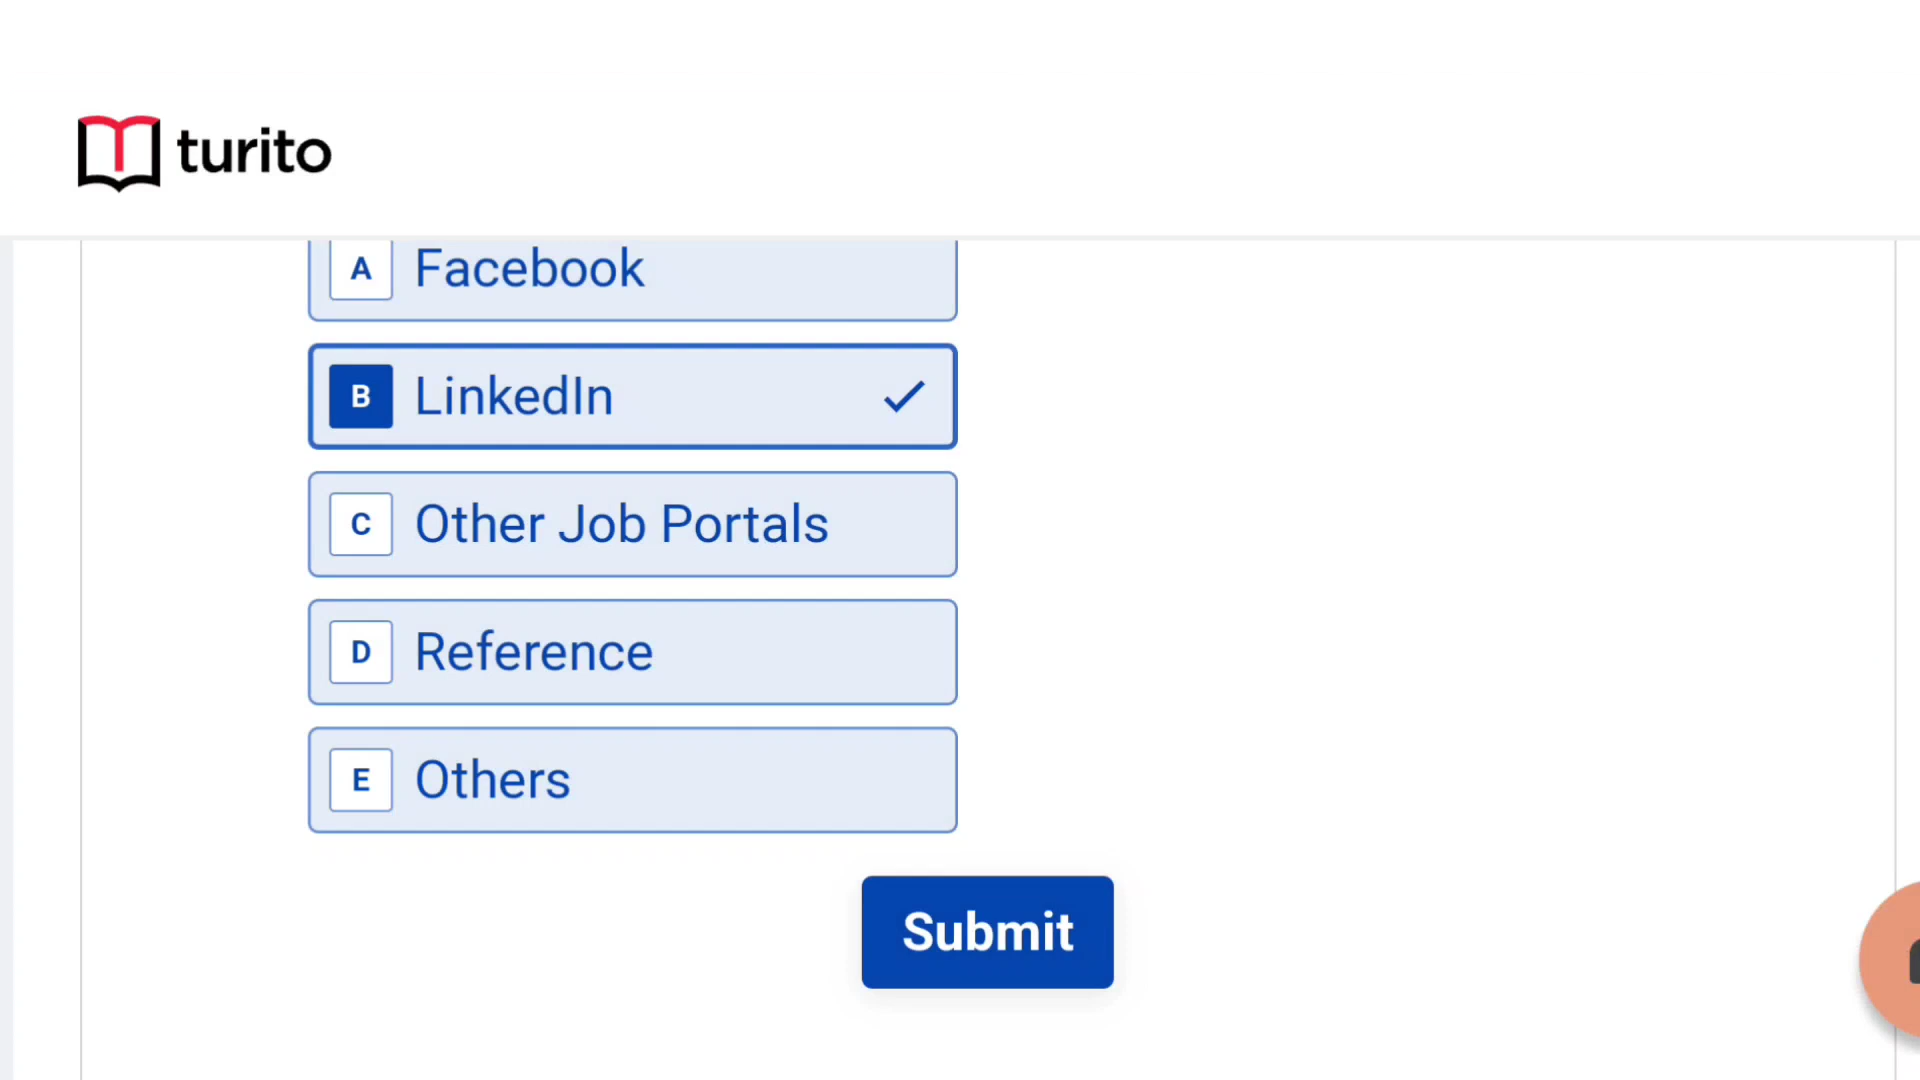 turito
A Facebook
B LinkedIn
C Other Job Portals
D Reference
E Others
Submit